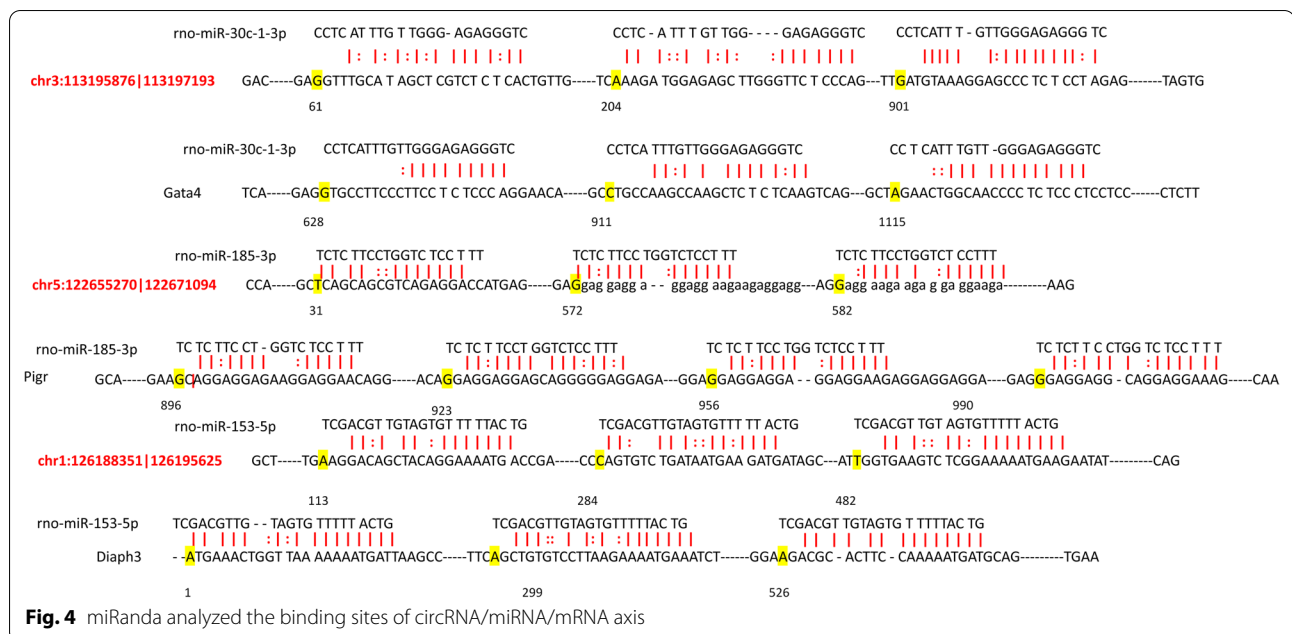 rno-miR-30c-1-3p CCTC AT TTG T TGGG- AGAGGGTC CCTC - A TTT GT TGG- - - - GAGAGGGTC CCTCATT T - GTTGGGAGAGGG TC
chr3:113195876|113197193 GAC-----GAGGTTTGCA T AGCT CGTCT C T CACTGTTG-----TCAAAGA TGGAGAGC TTGGGTTC T CCCAG---TTGATGTAAAGGAGCCC TC T CCT AGAG-------TAGTG
61 204 901
rno-miR-30c-1-3p CCTCATTTGTTGGGAGAGGGTC CCTCA TTTGTTGGGAGAGGGTC CC T CATT TGTT -GGGAGAGGGTC
Gata4 TCA----GAGGTGCCTTCCCTTCC T C TCCC AGGAACA-----GCCTGCCAAGCCAAGCTC T C TCAAGTCAG---GCTAGAACTGGCAACCCC TC TCC CTCCTCC------CTCTT
628 911 1115
rno-miR-185-3p TCTC TTCCTGGTC TCC T TT TCTC TTCC TGGTCTCCT TT TCTC TTCCTGGTCT CCTTT
chr5:122655270|122671094 CCA-----GCTCAGCAGCGTCAGAGGACCATGAG-----GAGgag gagg a - - ggagg aagaagaggagg---AGGagg aaga aga g ga ggaaga---------AAG
31 572 582
rno-miR-185-3p TC TC TTCC CT - GGTC TCC T TT TC TC T TCCT GGTCTCC TTT TC TC T TCC TGG TCTCC T TT TC TCT T C CTGG TC TCC T T T
Pigr GCA-----GAAGCAGGAGGAGAAGGAGGAACAGG----ACAGGAGGAGGAGCAGGGGGAGGAGA---GGAGGAGGAGGA - - GGAGGAAGAGGAGGAGGA----GAGGGAGGAGG - CAGGAGGAAAG-----CAA
896 923 956 990
rno-miR-153-5p TCGACGT TGTAGTGT T TTTAC TG TCGACGTTGTAGTGTTT TT ACTG TCGACGT TGT AGTGTTTTT ACTG
chr1:126188351|126195625 GCT-----TGAAGGACAGCTACAGGAAAATG ACCGA-----CCCAGTGTC TGATAATGAA GATGATAGC---ATTGGTGAAGTC TCGGAAAAATGAAGAATAT---------CAG
113 284 482
rno-miR-153-5p TCGACGTTG - - TAGTG TTTTT ACTG TCGACGTTGTAGTGTTTTTAC TG TCGACGT TGTAGTG T TTTTAC TG
Diaph3 - -ATGAAACTGGT TAA AAAAATGATTAAGCC-----TTCAGCTGTGTCCTTAAGAAAATGAAATCT------GGAAGACGC - ACTTC - CAAAAATGATGCAG---------TGAA
1 299 526
Fig. 4 miRanda analyzed the binding sites of circRNA/miRNA/mRNA axis